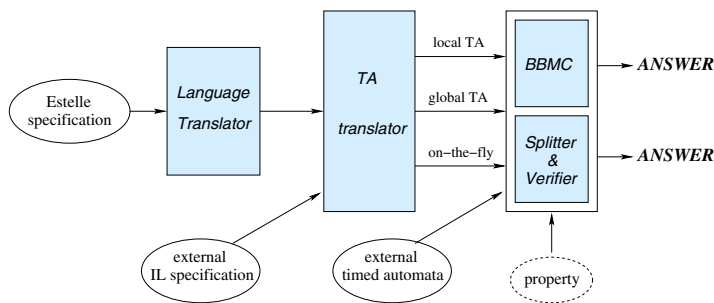 Estelle
specification
Language
Translator
TA
translator
local TA
global TA
on-the-fly
BBMC
Splitter
&
Verifier
ANSWER
ANSWER
external
IL specification
external
timed automata
property